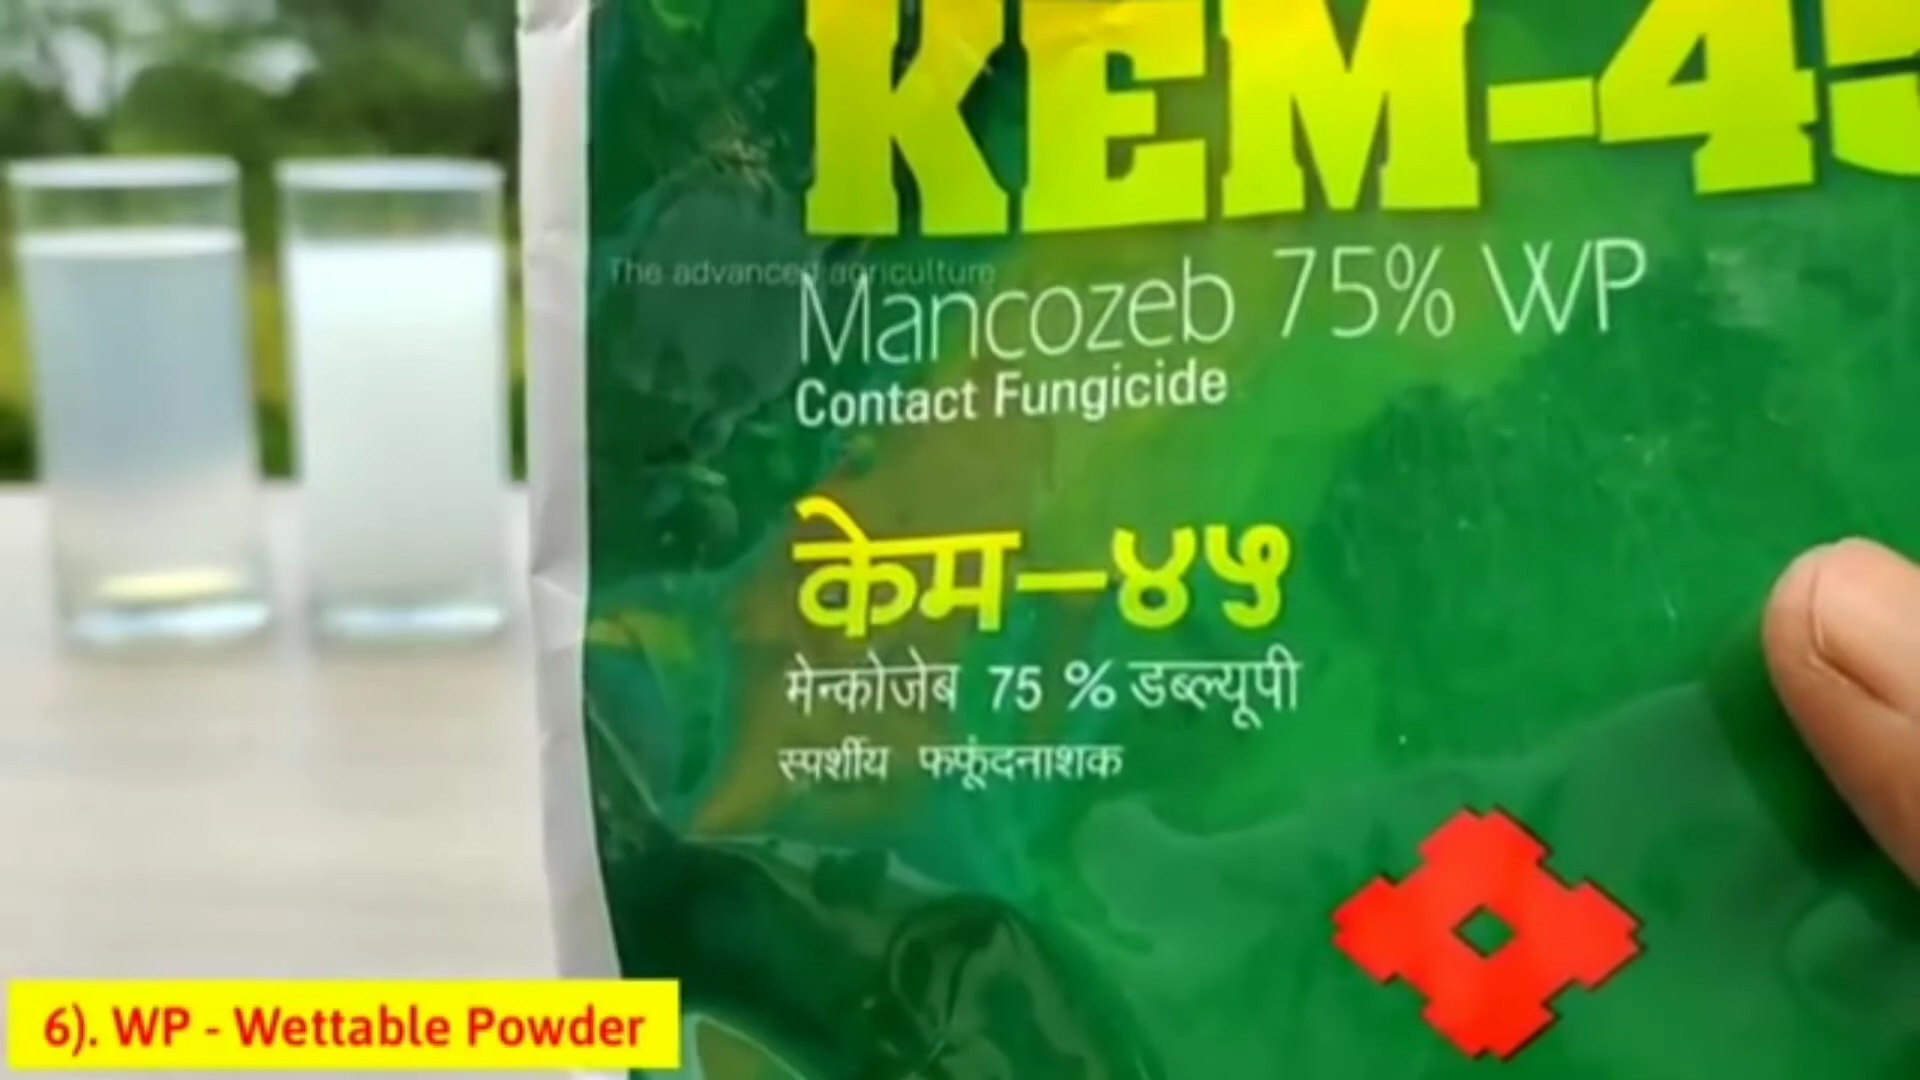 KEM-45
The advanced agriculture
Mancozeb 75% WP
Contact Fungicide
केम-४५
मेन्कोजेब 75 % डब्ल्यूपी
स्पर्शीय फफूंदनाशक
6). WP - Wettable Powder